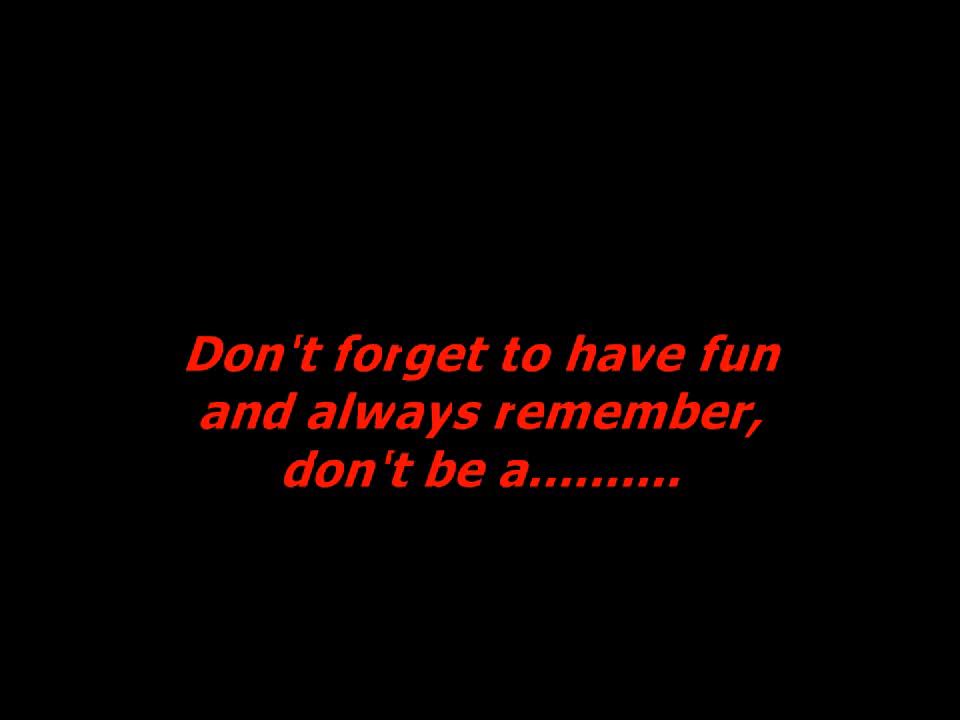 Don't forget to have fun
and always remember,
don't be a..........